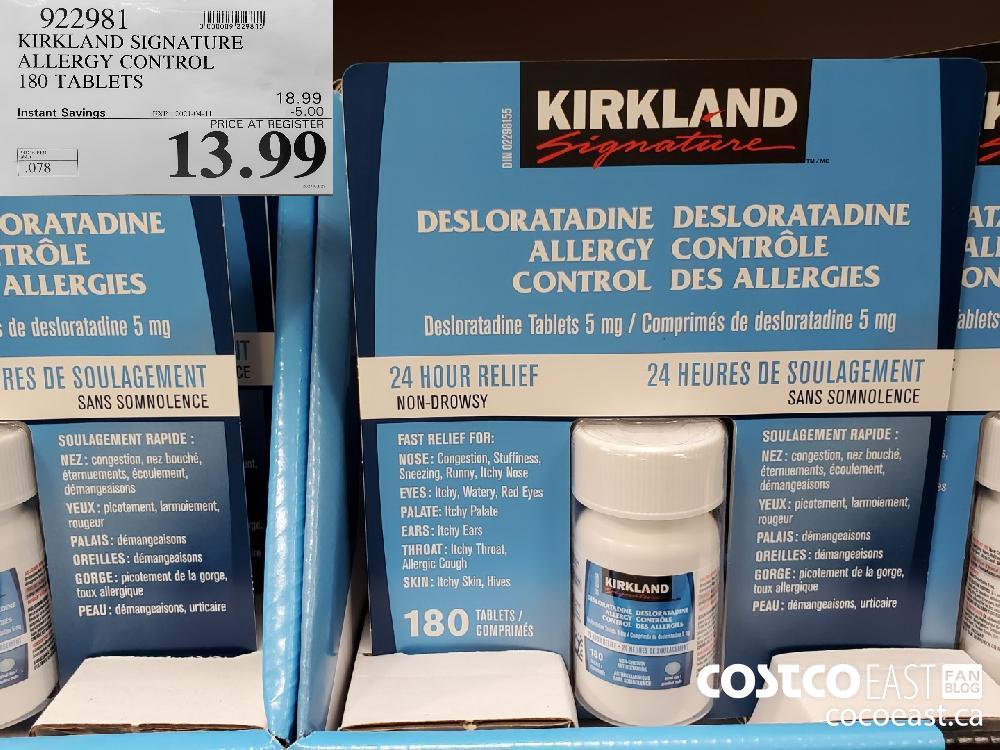 922981
KIRKLAND SIGNATURE
ALLERGY CONTROL
180 TABLETS
18.99
Instant Savings
-5.00
PRICE AT REGISTER
13.99
.078
ORATADINE
TRÔLE
ALLERGIES
de desloratadine 5 mg
RES DE SOULAGEMENT
SANS SOMNOLENCE
SOULAGEMENT RAPIDE :
NEZ : congestion, nez bouché,
éternuements, écoulement,
démangeaisons
YEUX : picotement, larmoiement,
rougeur
PALAIS : démangeaisons
OREILLES : démangeaisons
GORGE : picotement de la gorge,
toux allergique
PEAU : démangeaisons, urticaire
DIN 02298155
KIRKLAND
Signature
TM/MC
DESLORATADINE DESLORATADINE
ALLERGY CONTRÔLE
CONTROL DES ALLERGIES
Desloratadine Tablets 5 mg / Comprimés de desloratadine 5 mg
24 HOUR RELIEF 24 HEURES DE SOULAGEMENT
NON-DROWSY SANS SOMNOLENCE
FAST RELIEF FOR:
NOSE: Congestion, Stuffiness,
Sneezing, Runny, Itchy Nose
EYES: Itchy, Watery, Red Eyes
PALATE: Itchy Palate
EARS: Itchy Ears
THROAT: Itchy Throat,
Allergic Cough
SKIN: Itchy Skin, Hives
180 TABLETS /
COMPRIMÉS
SOULAGEMENT RAPIDE :
NEZ : congestion, nez bouché,
éternuements, écoulement,
démangeaisons
YEUX : picotement, larmoiement,
rougeur
PALAIS : démangeaisons
OREILLES : démangeaisons
GORGE : picotement de la gorge,
toux allergique
PEAU : démangeaisons, urticaire
KIRKLAND
Signature
DESLORATADINE DESLORATADINE
ALLERGY CONTRÔLE
CONTROL DES ALLERGIES
180
COSTCO EAST FAN
BLOG
cocoeast.ca